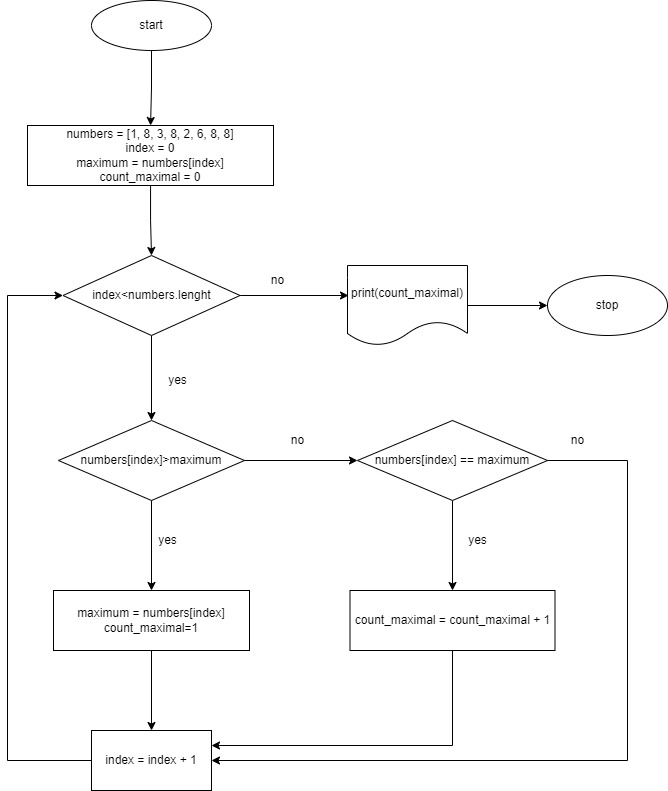 start
numbers = [1, 8, 3, 8, 2, 6, 8, 8]
index = 0
maximum = numbers[index]
count_maximal = 0
index<numbers.lenght
no
print(count_maximal)
stop
yes
numbers[index]>maximum
no
numbers[index] == maximum
no
yes
yes
maximum = numbers[index]
count_maximal=1
count_maximal = count_maximal + 1
index = index + 1